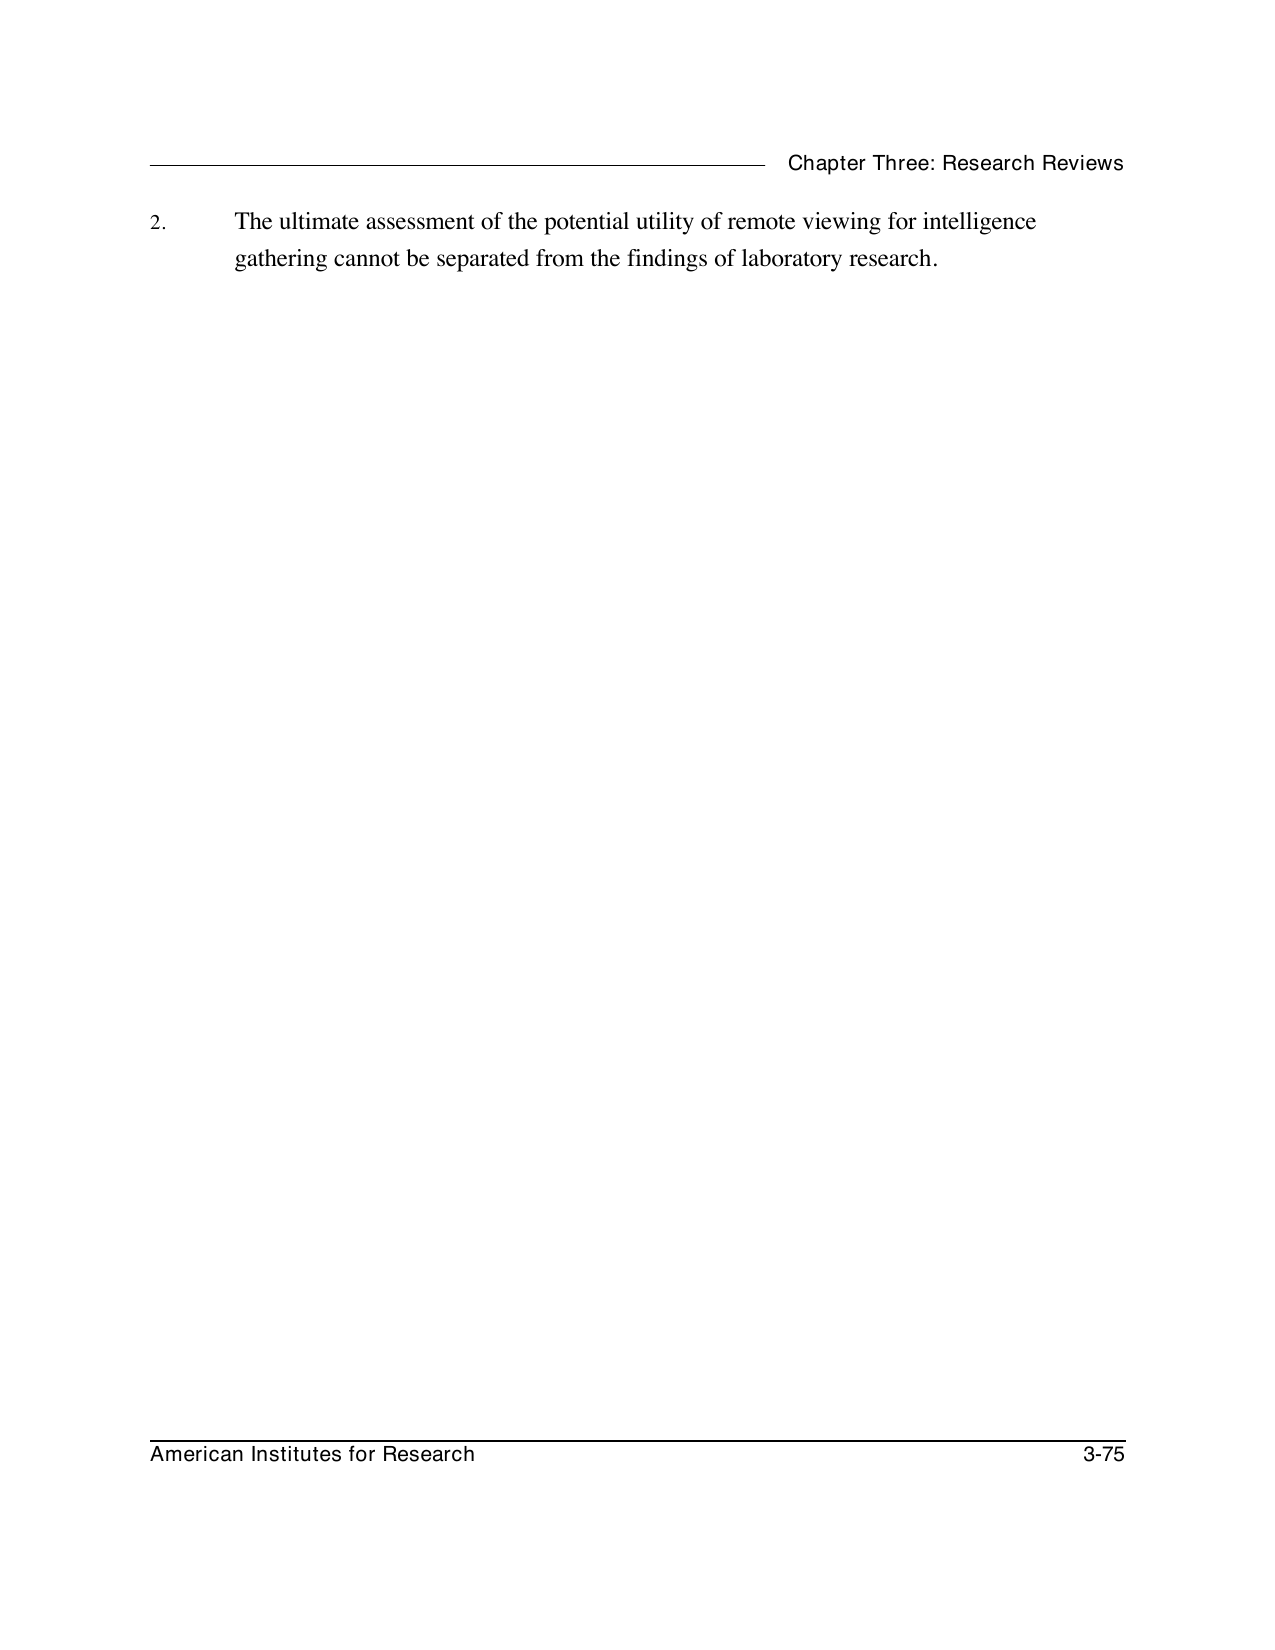 Chapter Three: Research Reviews
2. The ultimate assessment of the potential utility of remote viewing for intelligence
gathering cannot be separated from the findings of laboratory research.
American Institutes for Research 3-75